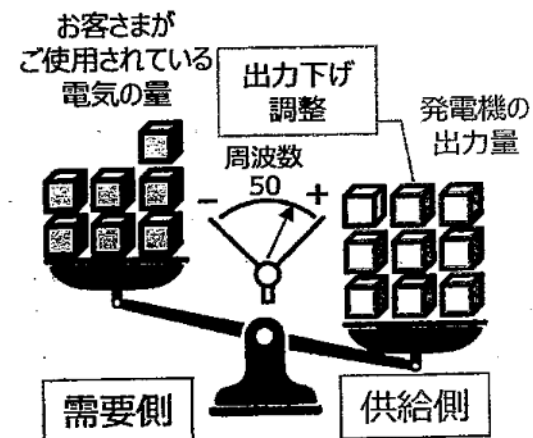 お客さまが
ご使用されている
電気の量
出力下げ
調整
発電機の
出力量
周波数
50
- +
需要側
供給側